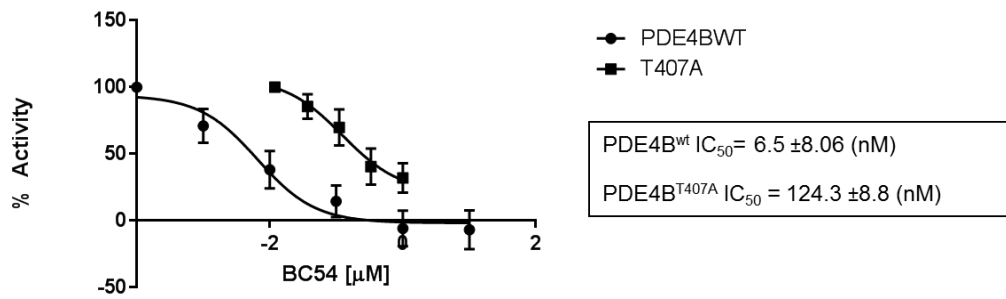 150
100
50
0
-50
% Activity
-2
0
2
BC54 [μM]
PDE4BWT
T407A
PDE4Bwt IC50= 6.5 ±8.06 (nM)
PDE4BT407A IC50 = 124.3 ±8.8 (nM)